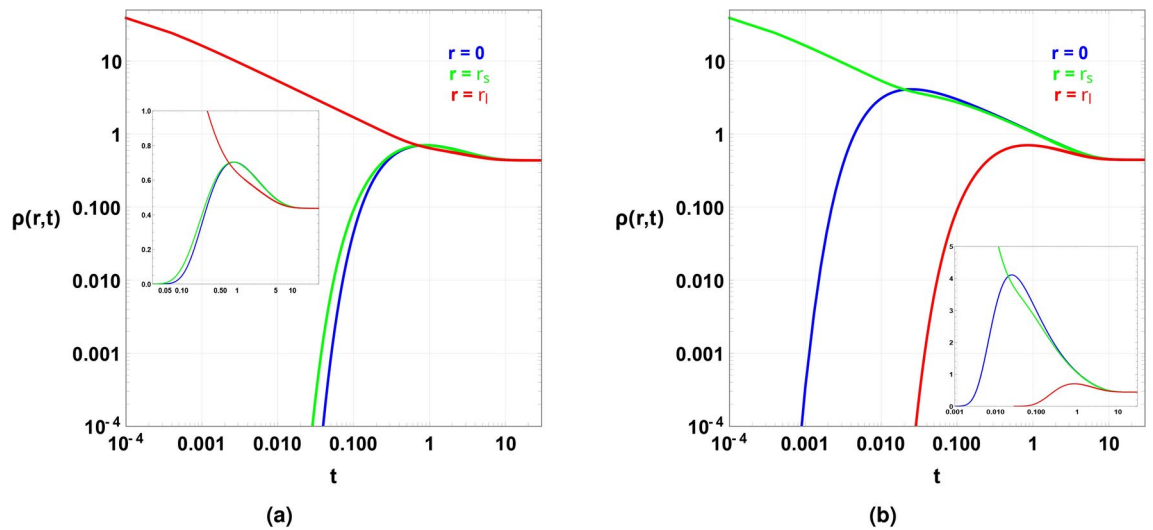 10
1
0.100
0.010
0.001
10⁻⁴
ρ(r,t)
r = 0
r = rₛ
r = rₗ
1.0
0.8
0.6
0.4
0.2
0.0
0.05 0.10 0.50 1 5 10
10⁻⁴ 0.001 0.010 0.100 1 10
t
(a)
10
1
0.100
0.010
0.001
10⁻⁴
ρ(r,t)
r = 0
r = rₛ
r = rₗ
5
4
3
2
1
0
0.001 0.010 0.100 1 10
10⁻⁴ 0.001 0.010 0.100 1 10
t
(b)